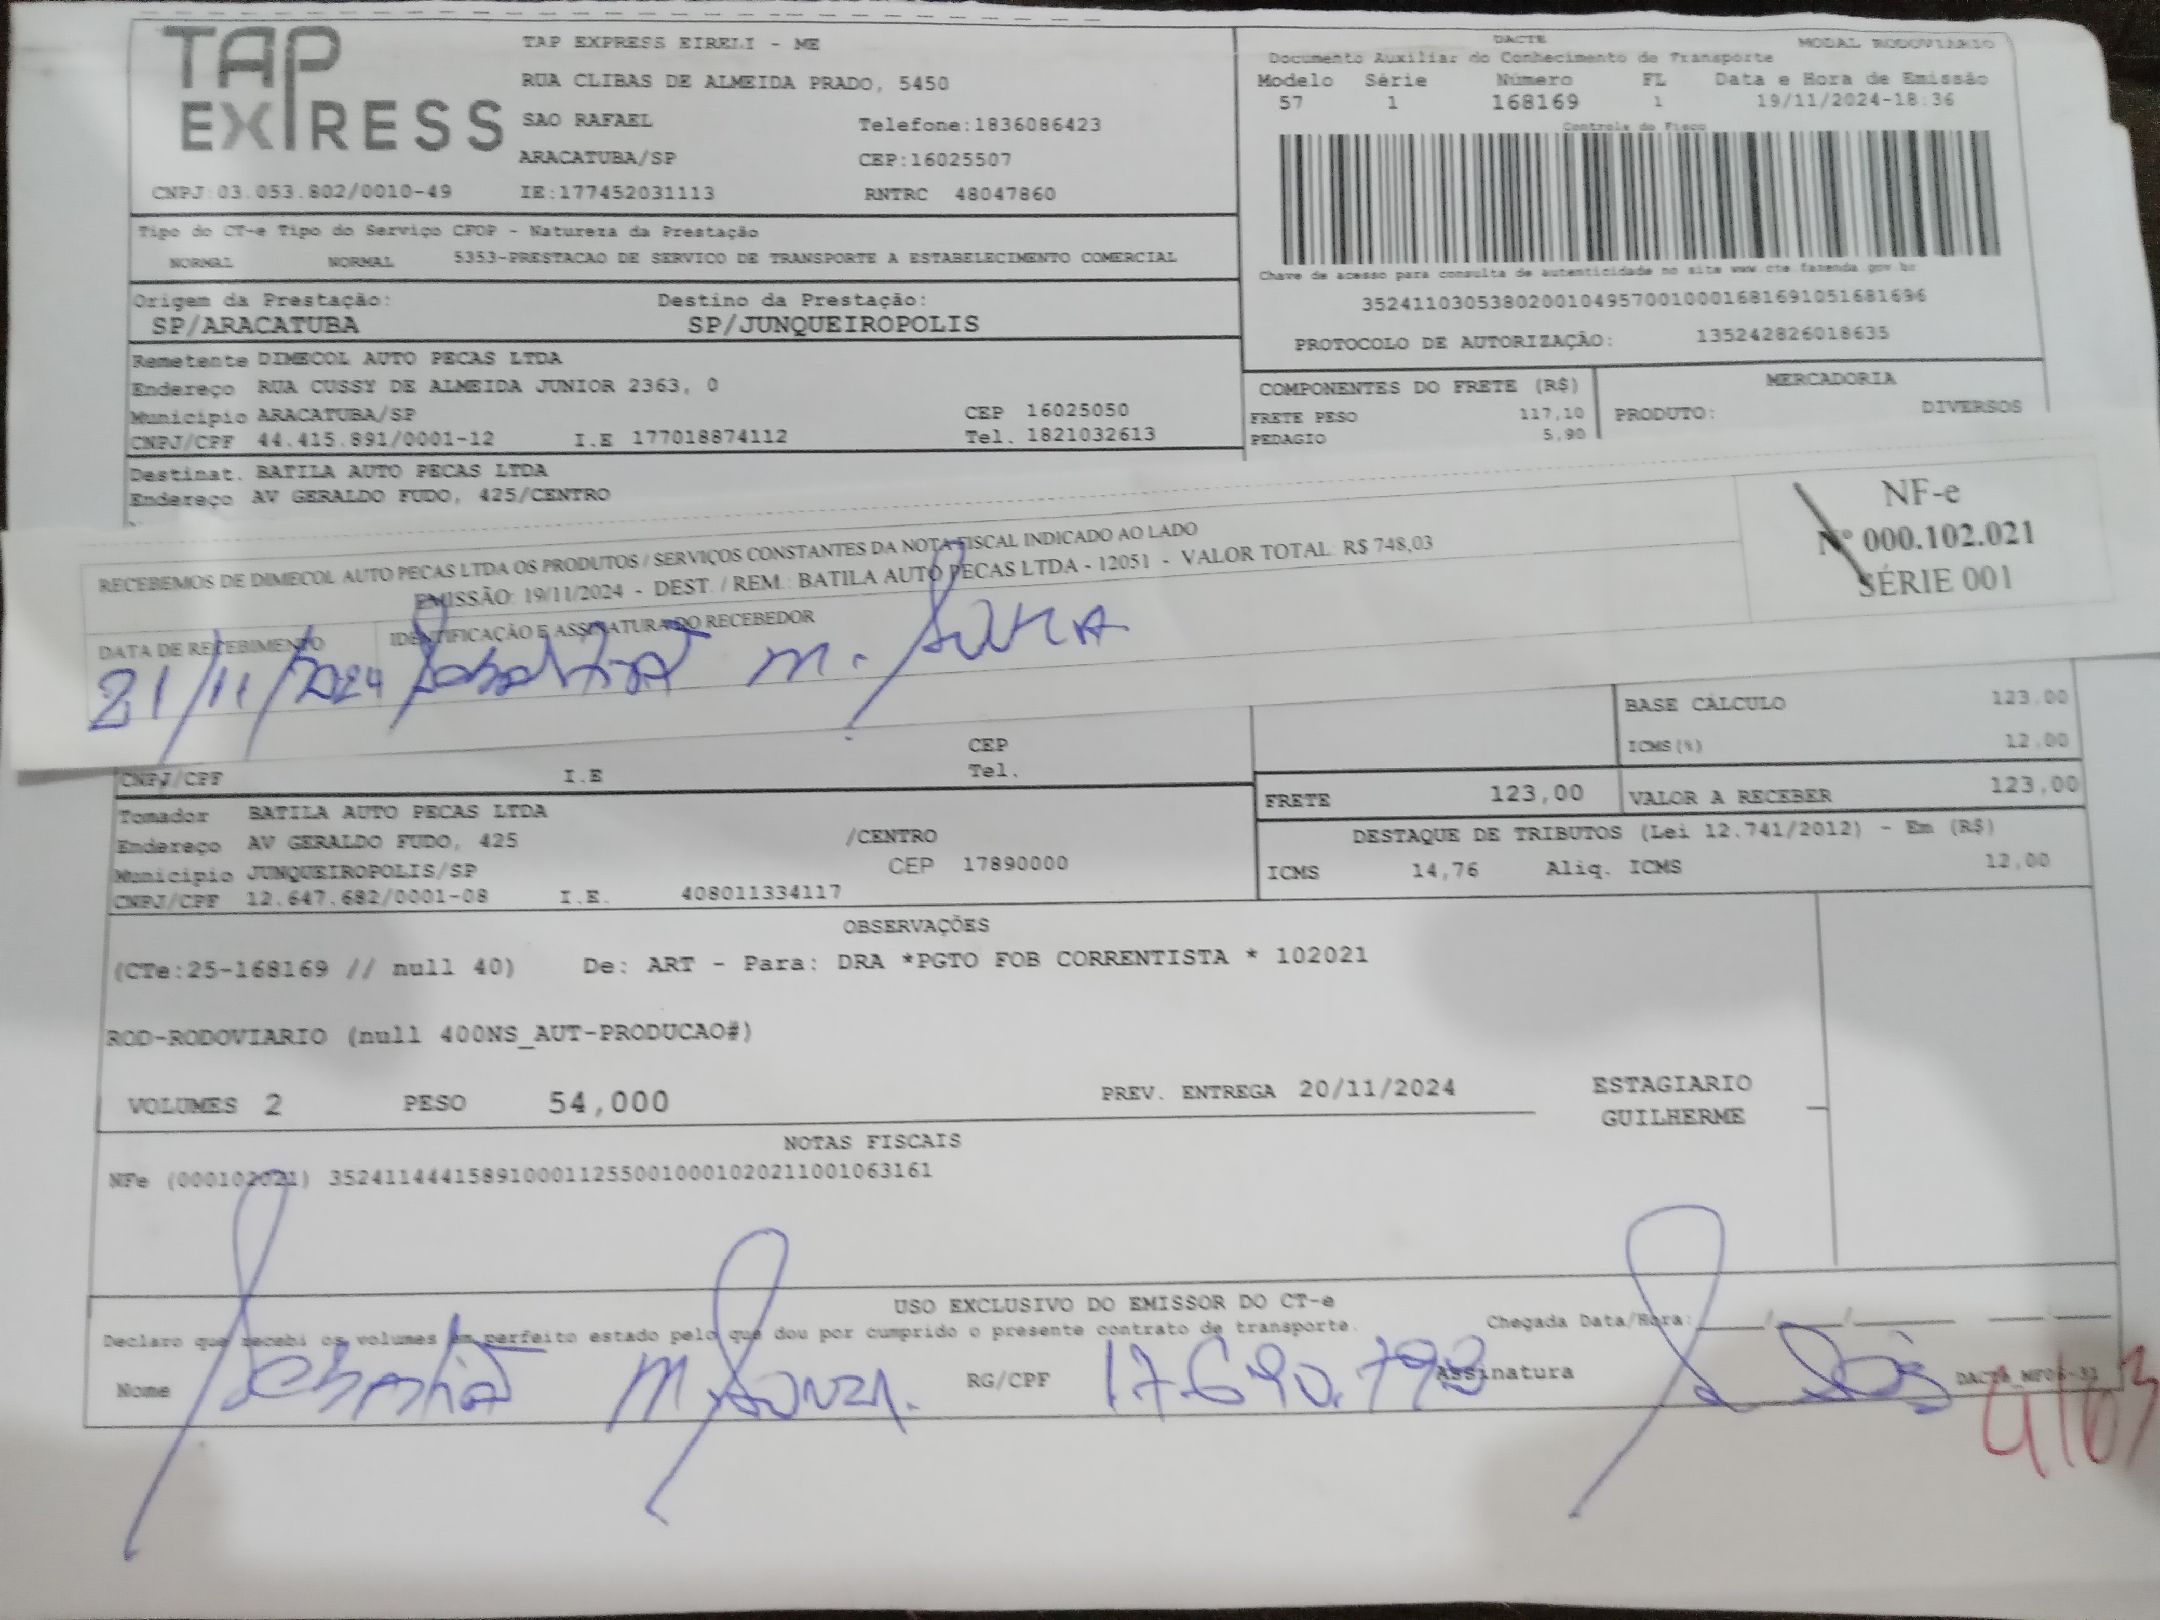 TAP EXPRESS
TAP EXPRESS EIRELI - ME
RUA CLIBAS DE ALMEIDA PRADO, 5450
SAO RAFAEL Telefone:1836086423
ARACATUBA/SP CEP:16025507
CNPJ:03.053.802/0010-49 IE:177452031113 RNTRC 48047860
DACTE MODAL RODOVIÁRIO
Documento Auxiliar do Conhecimento de Transporte
Modelo Série Número FL Data e Hora de Emissão
57 1 168169 1 19/11/2024-18:36
Controle do Fisco
Chave de acesso para consulta de autenticidade no site www.cte.fazenda.gov.br
35241103053802001049570010001681691051681696
PROTOCOLO DE AUTORIZAÇÃO: 135242826018635
Tipo do CT-e Tipo do Serviço CFOP - Natureza da Prestação
NORMAL NORMAL 5353-PRESTACAO DE SERVICO DE TRANSPORTE A ESTABELECIMENTO COMERCIAL
Origem da Prestação: Destino da Prestação:
SP/ARACATUBA SP/JUNQUEIROPOLIS
Remetente DIMECOL AUTO PECAS LTDA
Endereço RUA CUSSY DE ALMEIDA JUNIOR 2363, 0
Município ARACATUBA/SP CEP 16025050
CNPJ/CPF 44.415.891/0001-12 I.E 177018874112 Tel. 1821032613
COMPONENTES DO FRETE (R$) MERCADORIA
FRETE PESO 117,10 PRODUTO: DIVERSOS
PEDAGIO 5,90
Destinat. BATILA AUTO PECAS LTDA
Endereço AV GERALDO FUDO, 425/CENTRO
RECEBEMOS DE DIMECOL AUTO PECAS LTDA OS PRODUTOS / SERVIÇOS CONSTANTES DA NOTA FISCAL INDICADO AO LADO
EMISSÃO: 19/11/2024 - DEST. / REM.: BATILA AUTO PECAS LTDA - 12051 - VALOR TOTAL: R$ 748,03
NF-e
Nº 000.102.021
SÉRIE 001
DATA DE RECEBIMENTO IDENTIFICAÇÃO E ASSINATURA DO RECEBEDOR
21/11/2024 M. Souza
CEP
CNPJ/CPF I.E Tel.
BASE CÁLCULO 123,00
ICMS(%) 12,00
FRETE 123,00 VALOR A RECEBER 123,00
Tomador BATILA AUTO PECAS LTDA
Endereço AV GERALDO FUDO, 425 /CENTRO
Município JUNQUEIROPOLIS/SP CEP 17890000
CNPJ/CPF 12.647.682/0001-08 I.E. 408011334117
DESTAQUE DE TRIBUTOS (Lei 12.741/2012) - Em (R$)
ICMS 14,76 Aliq. ICMS 12,00
OBSERVAÇÕES
(CTe:25-168169 // null 40) De: ART - Para: DRA *PGTO FOB CORRENTISTA * 102021
ROD-RODOVIARIO (null 400NS_AUT-PRODUCAO#)
VOLUMES 2 PESO 54,000 PREV. ENTREGA 20/11/2024 ESTAGIARIO
GUILHERME
NOTAS FISCAIS
NFe (000102021) 35241144415891000112550010001020211001063161
USO EXCLUSIVO DO EMISSOR DO CT-e
Declaro que recebi os volumes em perfeito estado pelo que dou por cumprido o presente contrato de transporte. Chegada Data/Hora:
Nome M Souza. RG/CPF 17.690.793 Assinatura